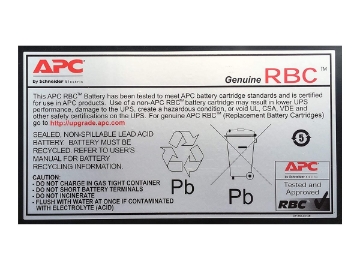 APC
by Schneider Electric
Genuine RBC™
This APC RBC™ Battery has been tested to meet APC battery cartridge standards and is certified
for use in APC products. Use of a non-APC RBC™ battery may result in lower UPS
performance, damage to UPS, create a hazardous condition, or void UL, CSA, VDE and
other safety certifications on the UPS. For genuine APC RBC™ (Replacement Battery Cartridges)
go to http://upgrade.apc.com
SEALED, NON-SPILLABLE LEAD ACID
BATTERY. BATTERY MUST BE
RECYCLED. REFER TO USER'S
MANUAL FOR BATTERY
RECYCLING INFORMATION.
CAUTION -
- DO NOT CHARGE IN GAS TIGHT CONTAINER
- DO NOT SHORT BATTERY TERMINALS
- DO NOT INCINERATE
- FLUSH WITH WATER AT ONCE IF CONTACTED
WITH ELECTROLYTE (ACID)
Pb
Pb
5
APC
by Schneider Electric
Tested and
Approved
RBC